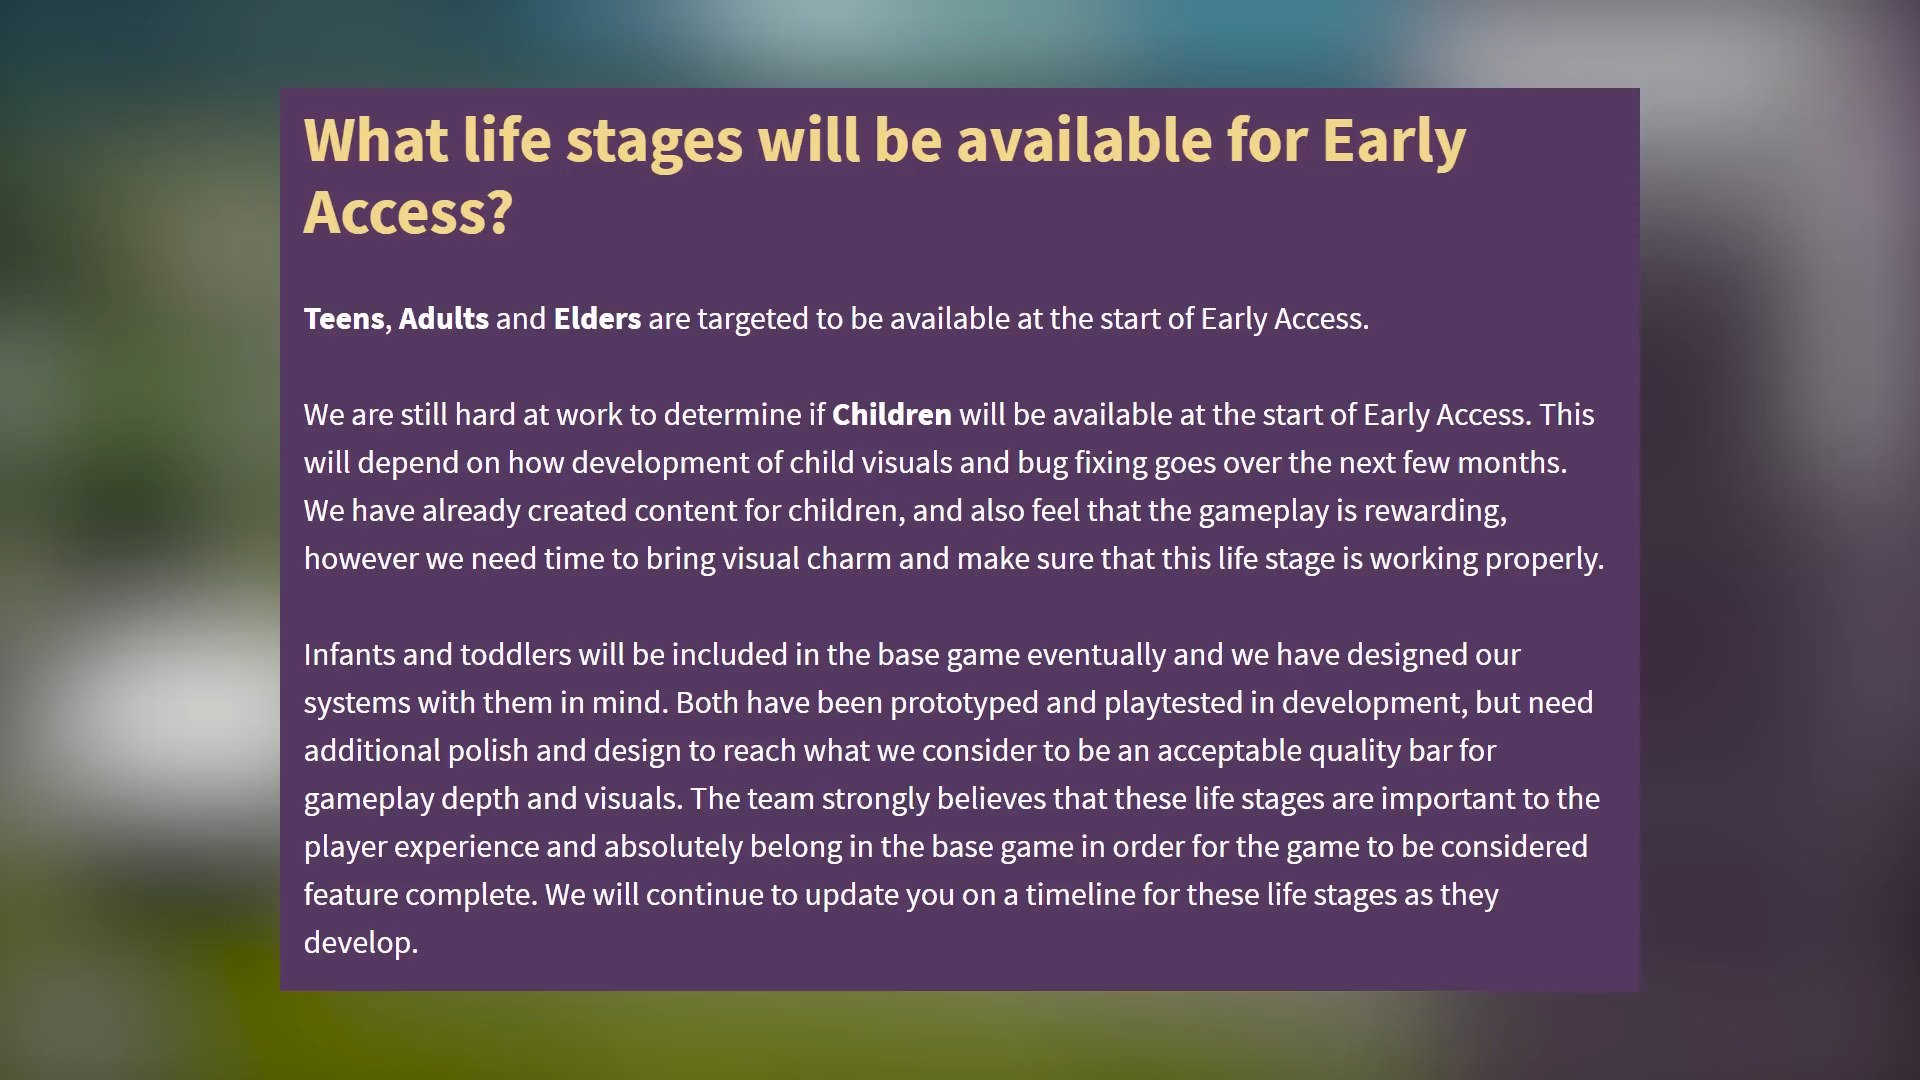 What life stages will be available for Early
Access?
Teens, Adults and Elders are targeted to be available at the start of Early Access.
We are still hard at work to determine if Children will be available at the start of Early Access. This
will depend on how development of child visuals and bug fixing goes over the next few months.
We have already created content for children, and also feel that the gameplay is rewarding,
however we need time to bring visual charm and make sure that this life stage is working properly.
Infants and toddlers will be included in the base game eventually and we have designed our
systems with them in mind. Both have been prototyped and playtested in development, but need
additional polish and design to reach what we consider to be an acceptable quality bar for
gameplay depth and visuals. The team strongly believes that these life stages are important to the
player experience and absolutely belong in the base game in order for the game to be considered
feature complete. We will continue to update you on a timeline for these life stages as they
develop.